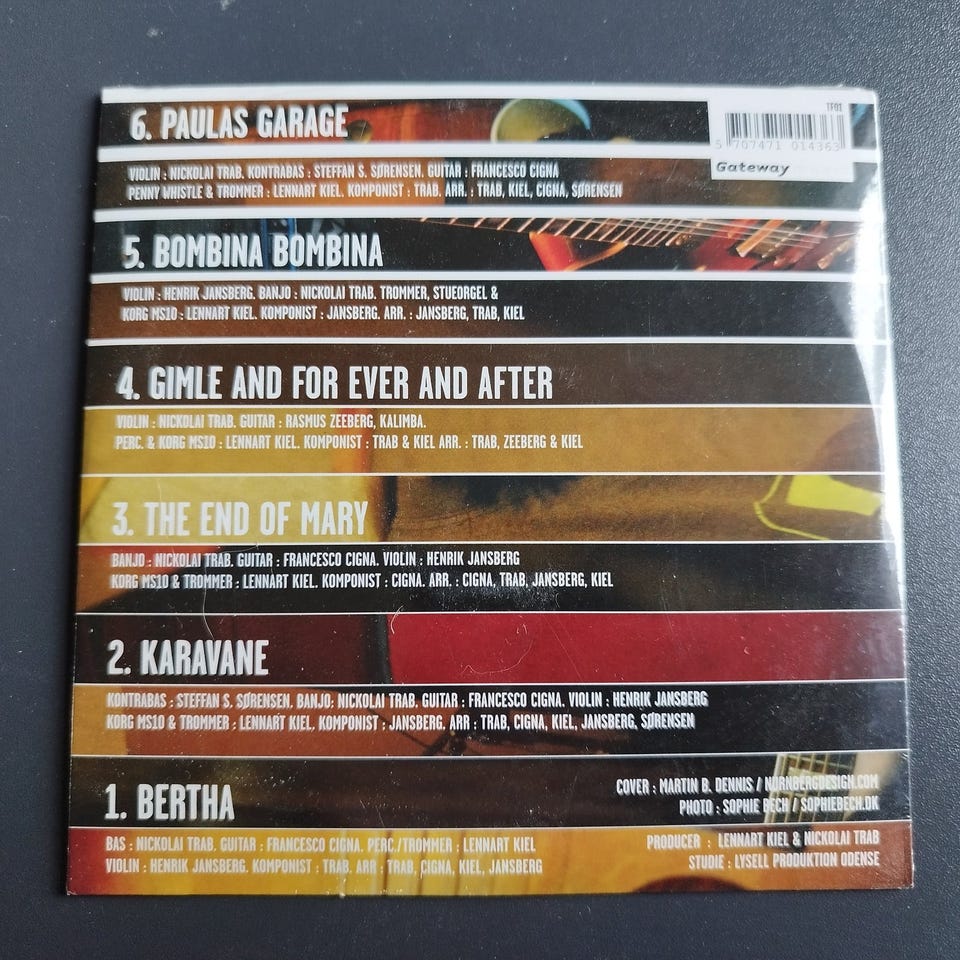 6. PAULAS GARAGE
TF01
5 707471 014363
Gateway
VIOLIN : NICKOLAI TRAB. KONTRABAS : STEFFAN S. SØRENSEN. GUITAR : FRANCESCO CIGNA
PENNY WHISTLE & TROMMER : LENNART KIEL. KOMPONIST : TRAB. ARR. : TRAB, KIEL, CIGNA, SØRENSEN
5. BOMBINA BOMBINA
VIOLIN : HENRIK JANSBERG. BANJO : NICKOLAI TRAB. TROMMER, STUEORGEL &
KORG MS10 : LENNART KIEL. KOMPONIST : JANSBERG. ARR. : JANSBERG, TRAB, KIEL
4. GIMLE AND FOR EVER AND AFTER
VIOLIN : NICKOLAI TRAB. GUITAR : RASMUS ZEEBERG, KALIMBA.
PERC. & KORG MS10 : LENNART KIEL. KOMPONIST : TRAB & KIEL ARR. : TRAB, ZEEBERG & KIEL
3. THE END OF MARY
BANJO : NICKOLAI TRAB. GUITAR : FRANCESCO CIGNA. VIOLIN : HENRIK JANSBERG
KORG MS10 & TROMMER : LENNART KIEL. KOMPONIST : CIGNA. ARR. : CIGNA, TRAB, JANSBERG, KIEL
2. KARAVANE
KONTRABAS : STEFFAN S. SØRENSEN. BANJO: NICKOLAI TRAB. GUITAR : FRANCESCO CIGNA. VIOLIN : HENRIK JANSBERG
KORG MS10 & TROMMER : LENNART KIEL. KOMPONIST : JANSBERG. ARR : TRAB, CIGNA, KIEL, JANSBERG, SØRENSEN
1. BERTHA
COVER : MARTIN B. DENNIS / NÜRNBERGDESIGN.COM
PHOTO : SOPHIE BECH / SOPHIEBECH.DK
BAS : NICKOLAI TRAB. GUITAR : FRANCESCO CIGNA. PERC./TROMMER : LENNART KIEL
VIOLIN : HENRIK JANSBERG. KOMPONIST : TRAB. ARR : TRAB, CIGNA, KIEL, JANSBERG
PRODUCER : LENNART KIEL & NICKOLAI TRAB
STUDIE : LYSELL PRODUKTION ODENSE